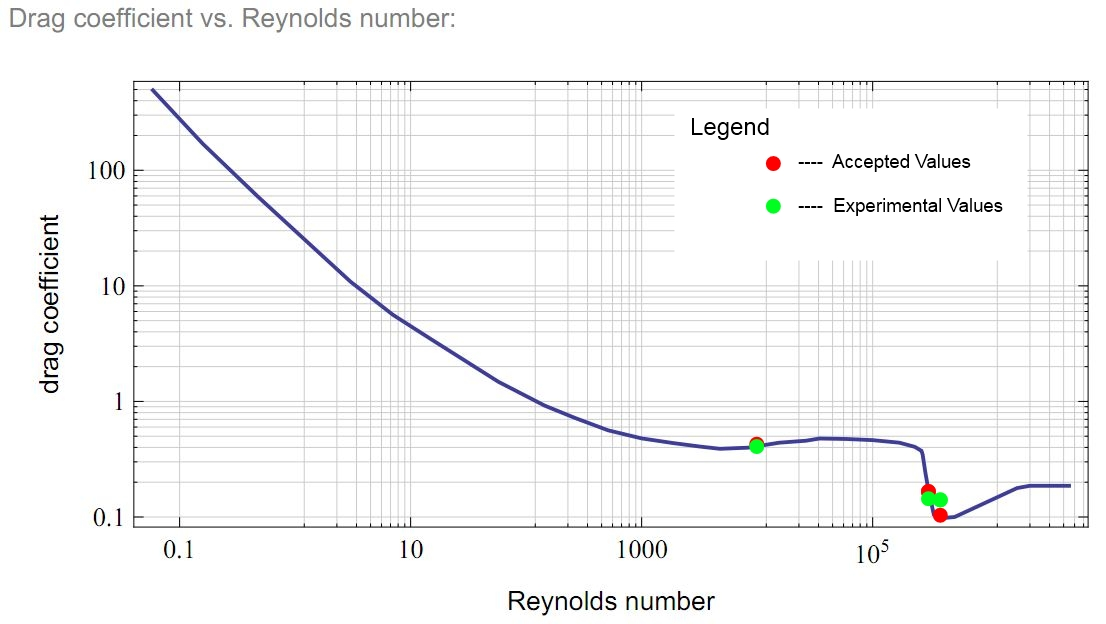 Drag coefficient vs. Reynolds number:
Legend
---- Accepted Values
---- Experimental Values
drag coefficient
100
10
1
0.1
0.1 10 1000 10⁵
Reynolds number